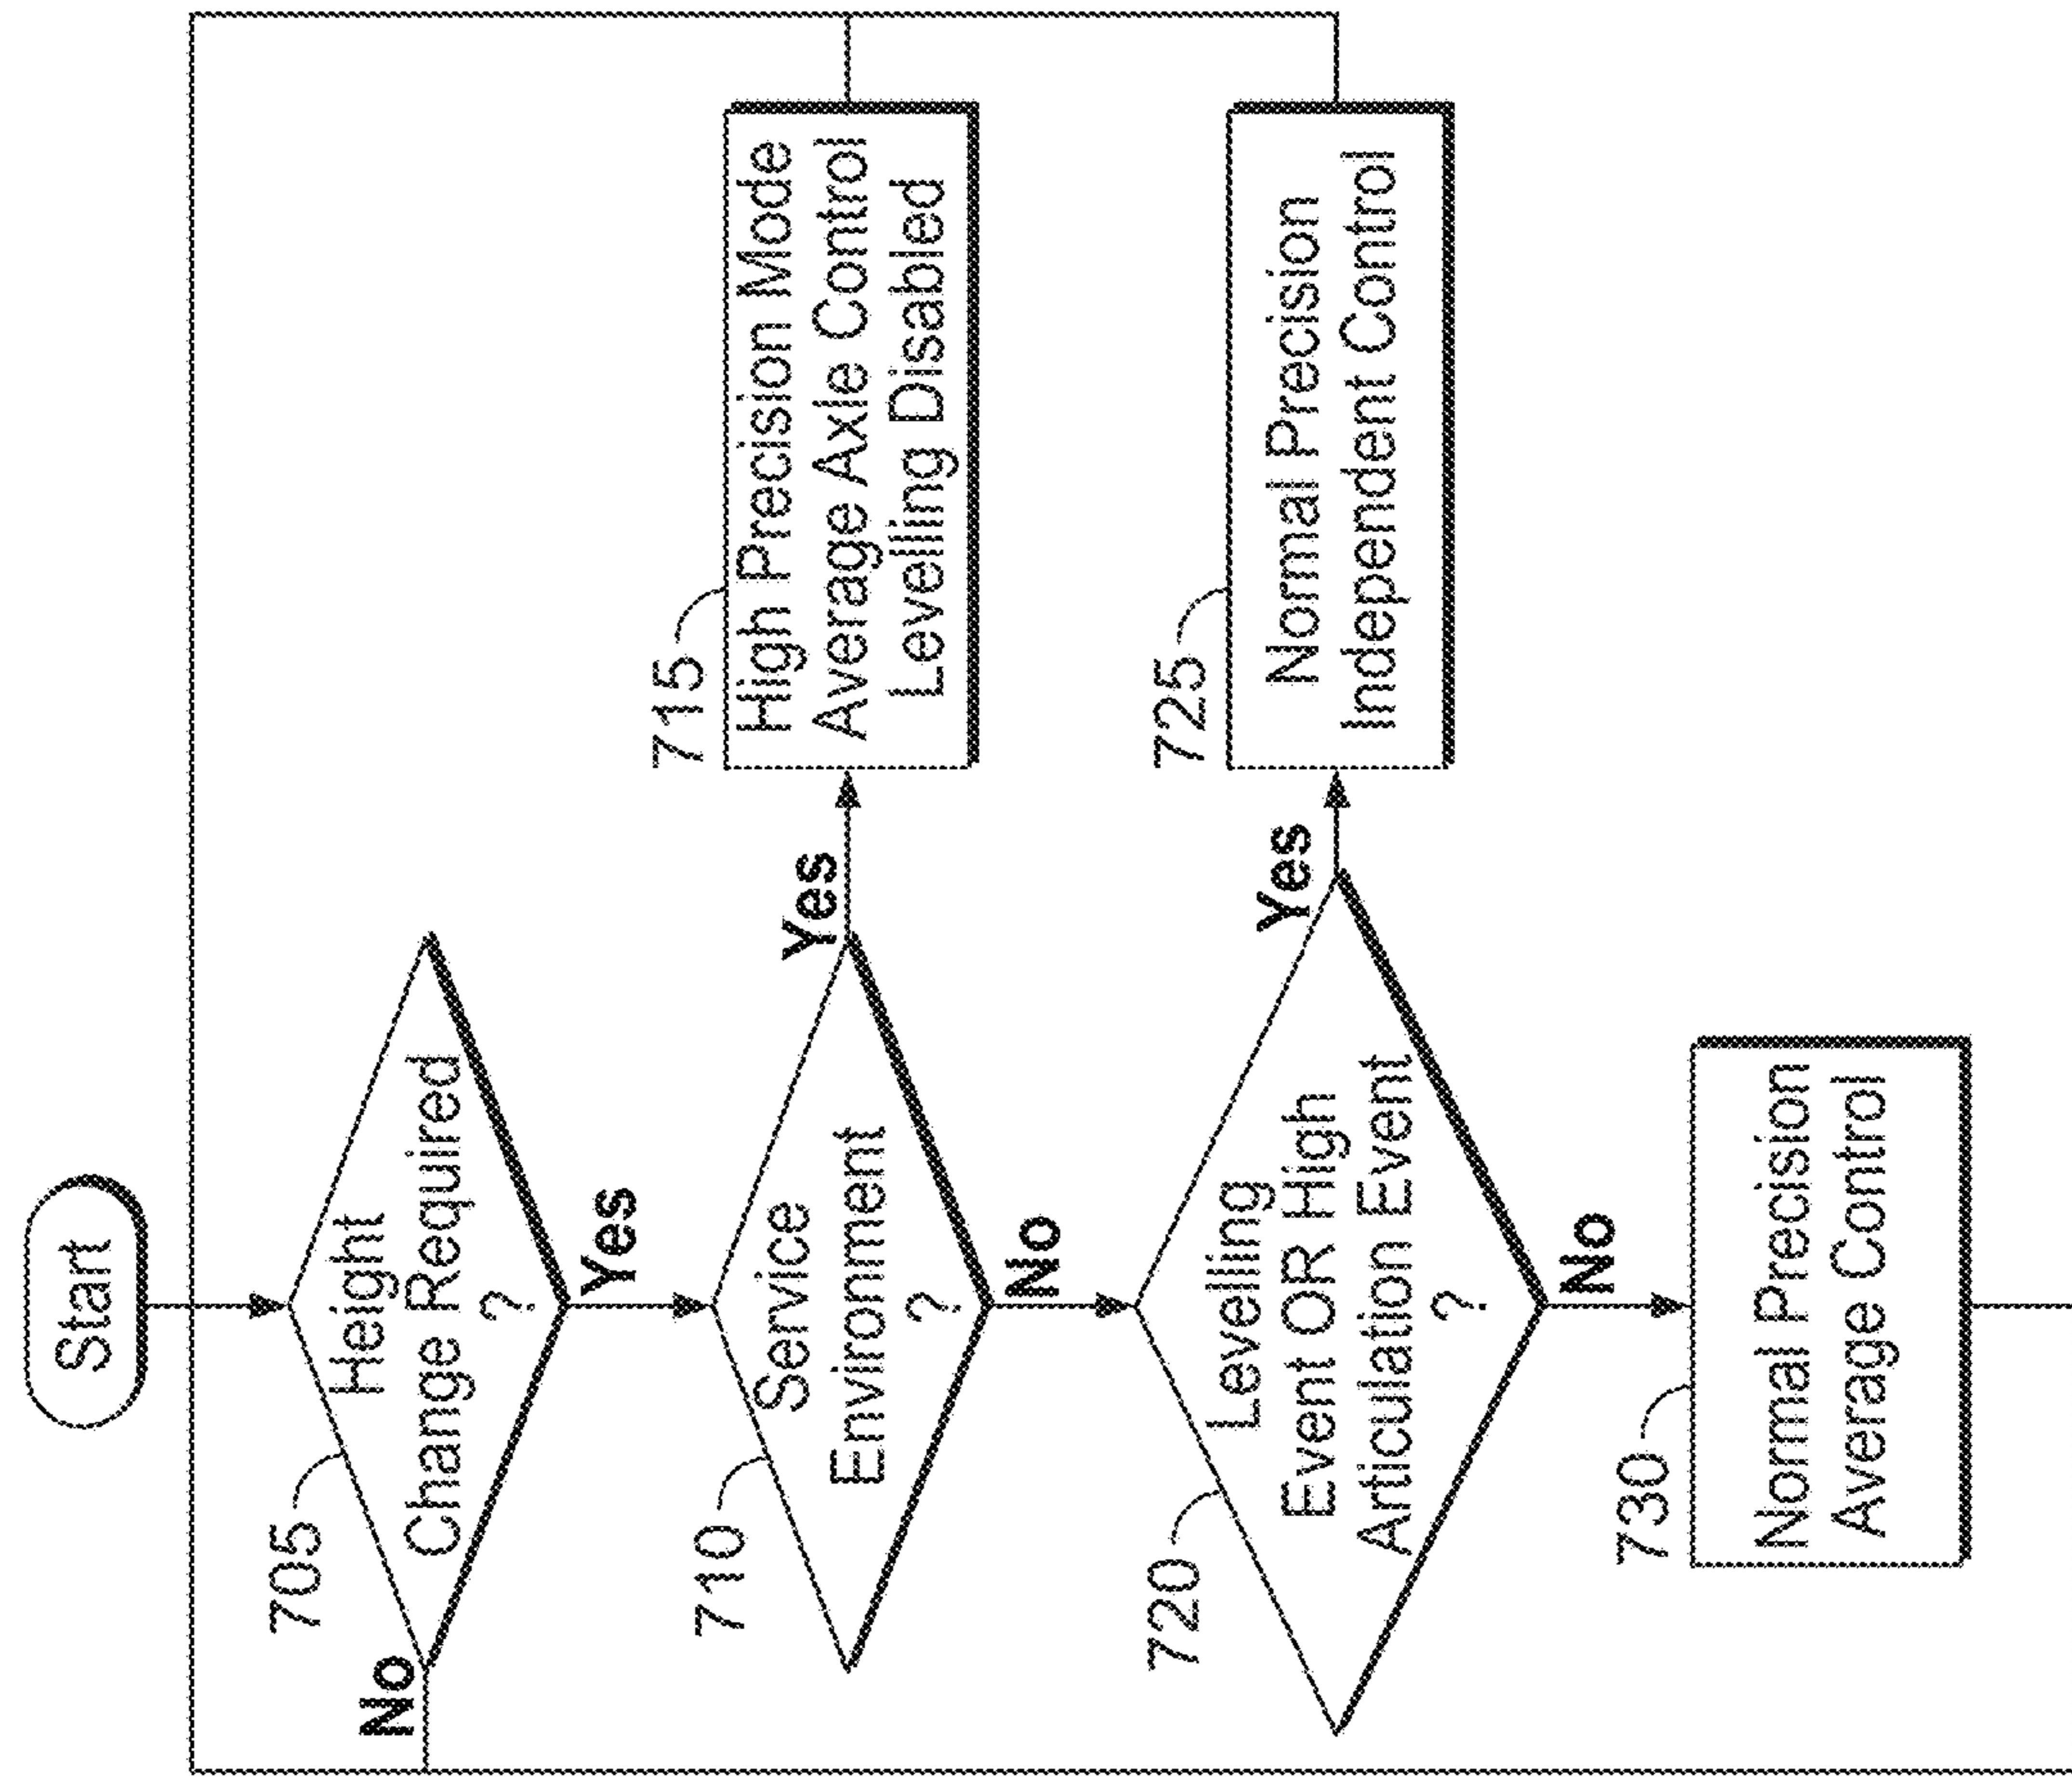 Start
705
Height
Change Required
?
No
Yes
710
Service
Environment
?
Yes
715
High Precision Mode
Average Axle Control
Levelling Disabled
No
720
Levelling
Event OR High
Articulation Event
?
Yes
725
Normal Precision
Independent Control
No
730
Normal Precision
Average Control